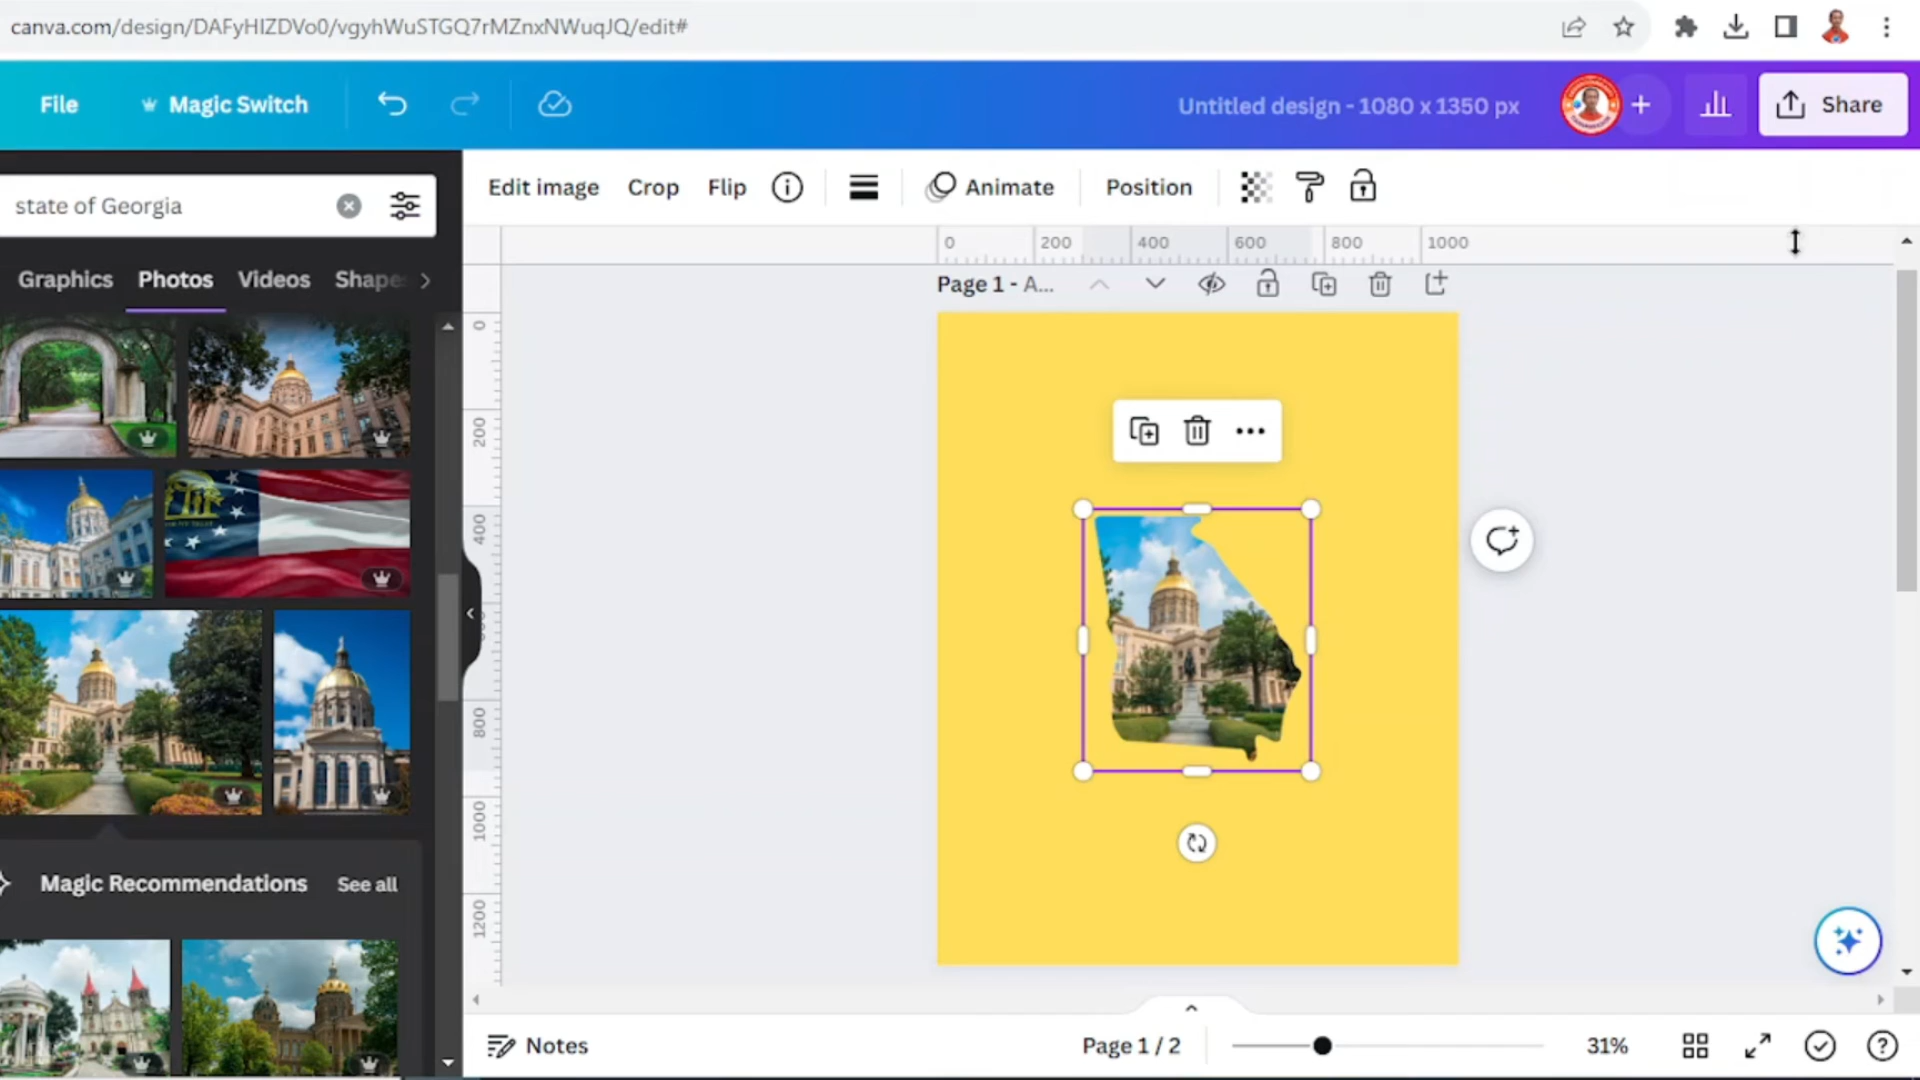 canva.com/design/DAFyHIZDVo0/vgyhWuSTGQ7rMZnxNWuqJQ/edit#
File
Magic Switch
Untitled design - 1080 x 1350 px
Share
state of Georgia
Edit image
Crop
Flip
Animate
Position
Graphics
Photos
Videos
Shape
0 200 400 600 800 1000
Page 1 - A...
0
200
400
800
1000
1200
Magic Recommendations
See all
Notes
Page 1 / 2
31%